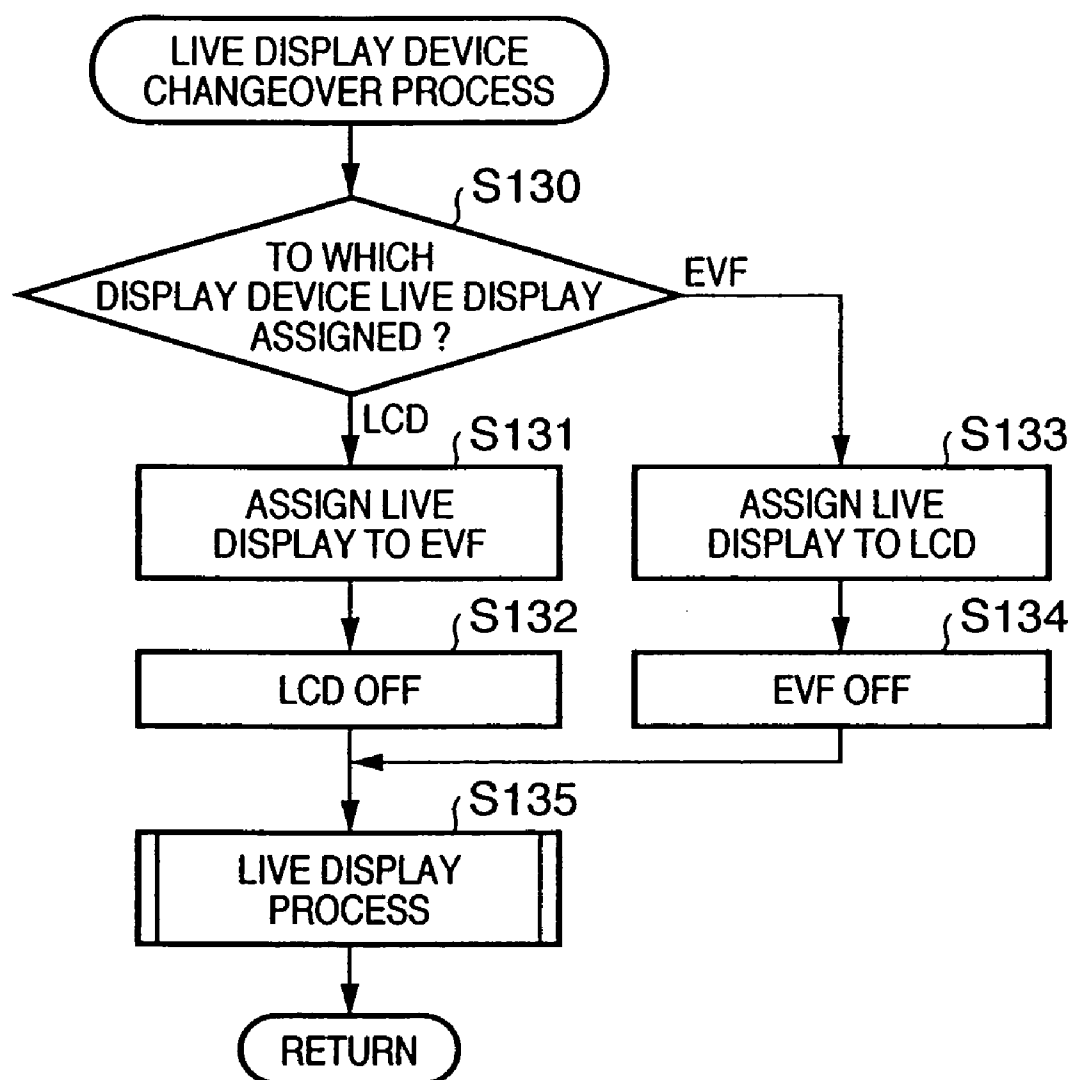 LIVE DISPLAY DEVICE
CHANGEOVER PROCESS
S130
TO WHICH
DISPLAY DEVICE LIVE DISPLAY
ASSIGNED ?
EVF
LCD
S131
ASSIGN LIVE
DISPLAY TO EVF
S133
ASSIGN LIVE
DISPLAY TO LCD
S132
LCD OFF
S134
EVF OFF
S135
LIVE DISPLAY
PROCESS
RETURN